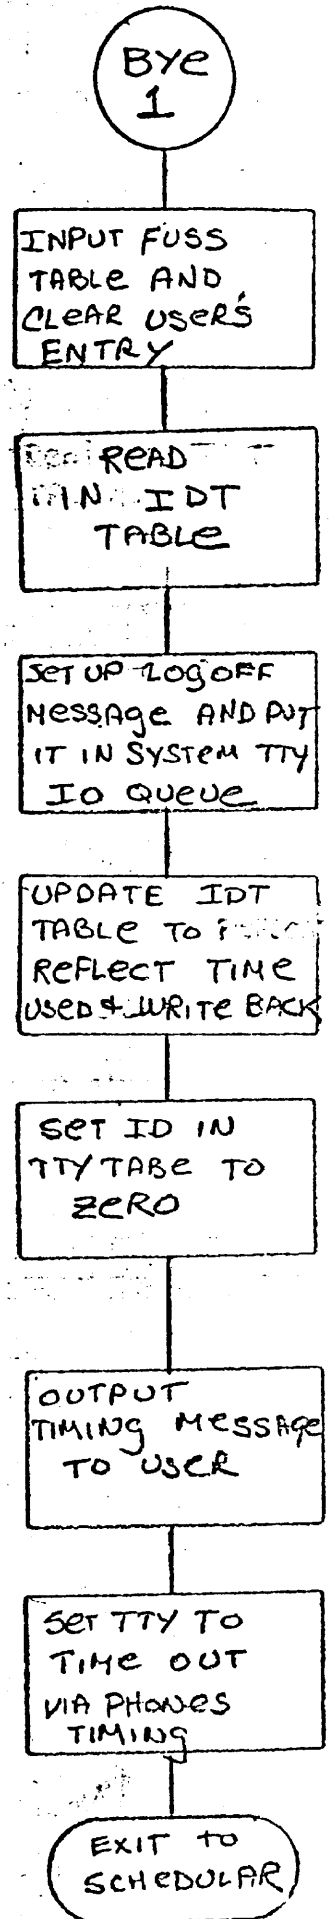 BYE
1
INPUT FUSS
TABLE AND
CLEAR USER'S
ENTRY
READ
IN IDT
TABLE
SET UP LOGOFF
MESSAGE AND PUT
IT IN SYSTEM TTY
IO QUEUE
UPDATE IDT
TABLE TO
REFLECT TIME
USED & WRITE BACK
SET ID IN
TTY TABE TO
ZERO
OUTPUT
TIMING MESSAGE
TO USER
SET TTY TO
TIME OUT
VIA PHONES
TIMING
EXIT TO
SCHEDULAR